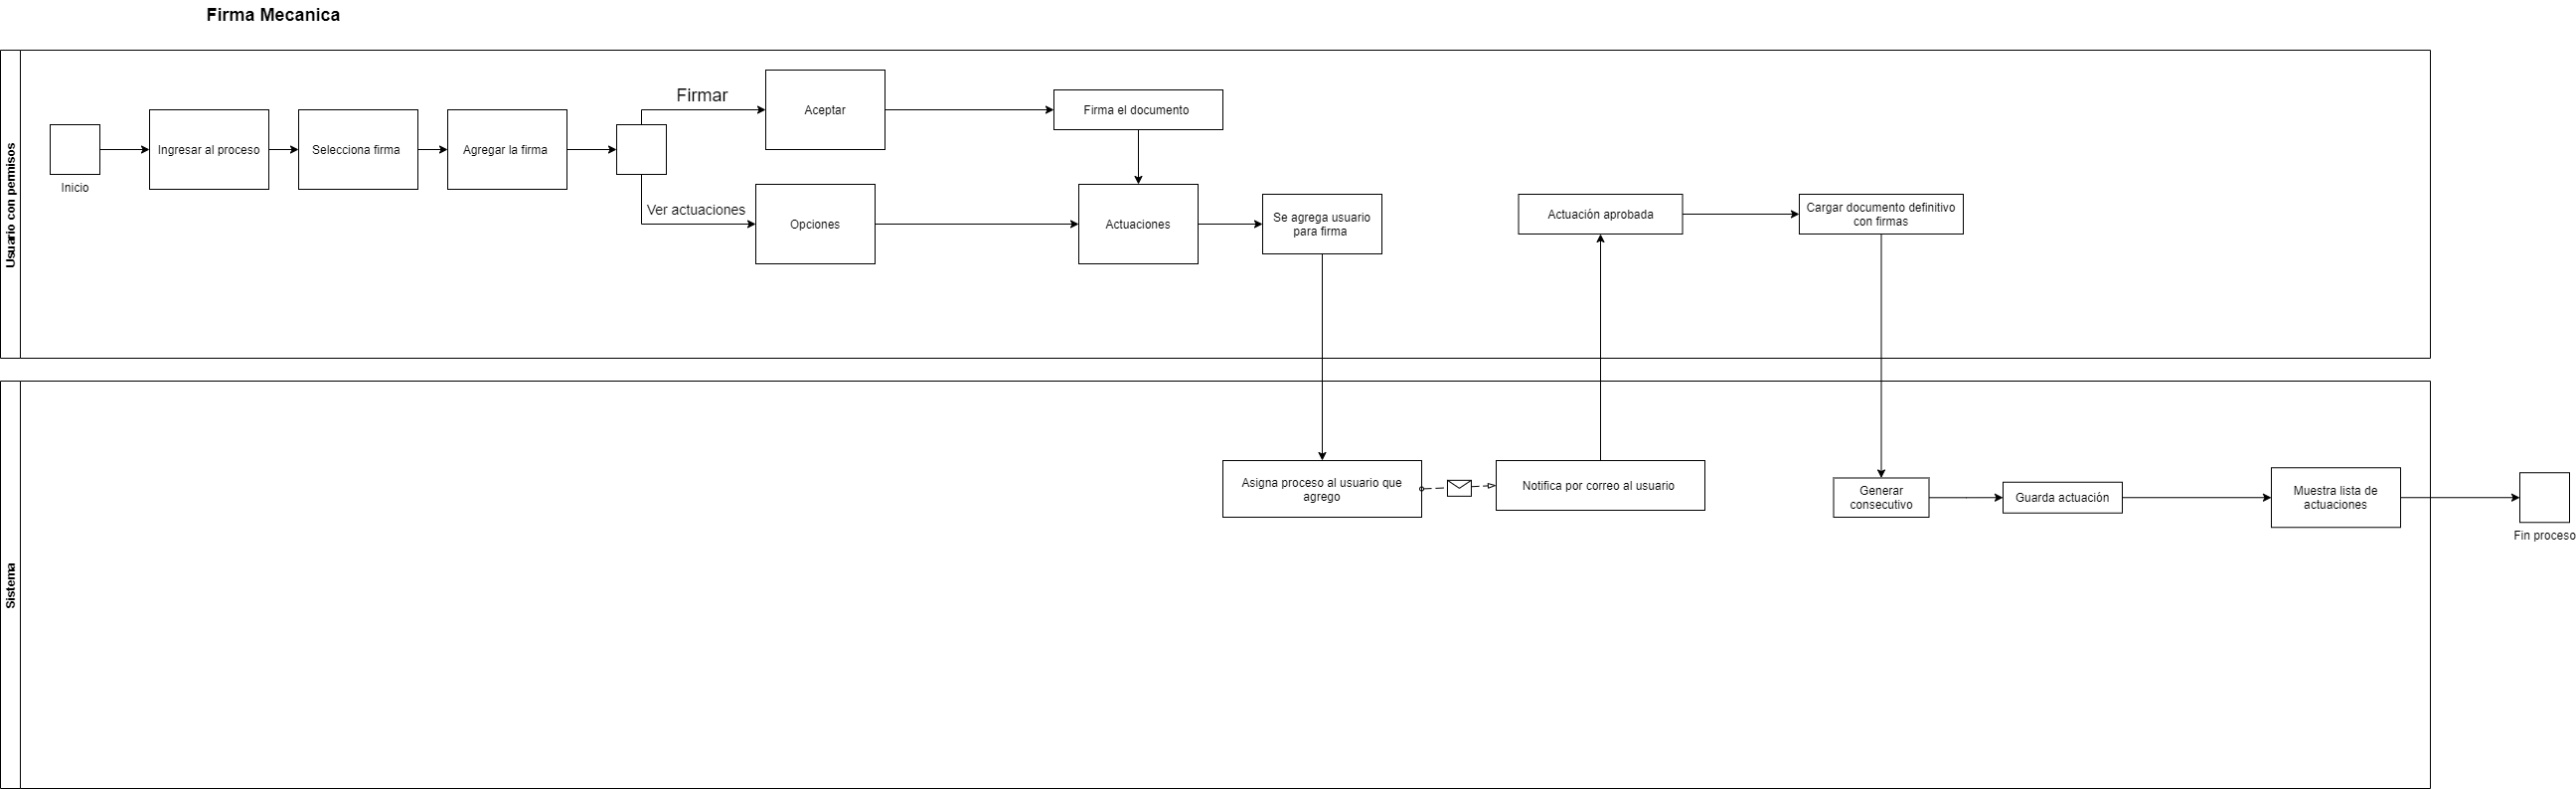 Firma Mecanica
Usuario con permisos
Inicio
Ingresar al proceso
Selecciona firma
Agregar la firma
Firmar
Ver actuaciones
Aceptar
Firma el documento
Opciones
Actuaciones
Se agrega usuario
para firma
Actuación aprobada
Cargar documento definitivo
con firmas
Sistema
Asigna proceso al usuario que
agrego
Notifica por correo al usuario
Generar
consecutivo
Guarda actuación
Muestra lista de
actuaciones
Fin proceso